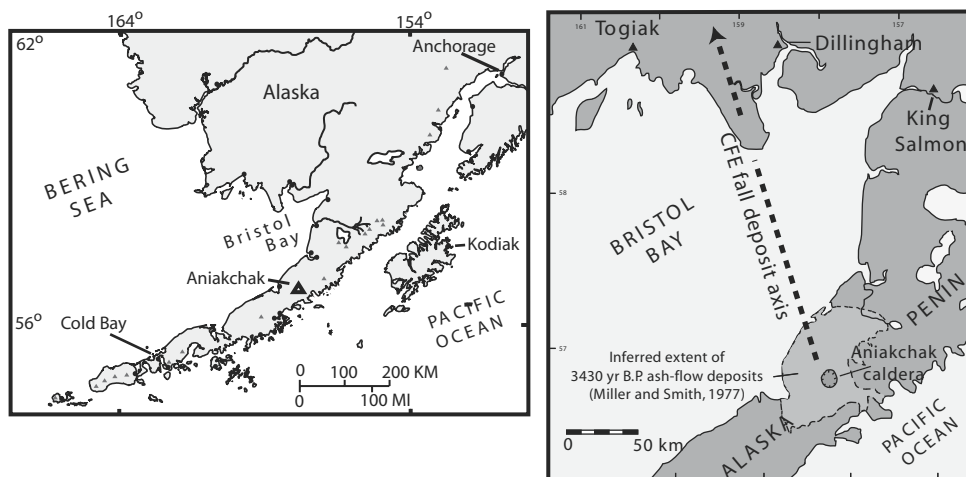 164°
154°
62°
Anchorage
Alaska
BERING
SEA
Bristol
Bay
Kodiak
Aniakchak
PACIFIC
OCEAN
56°
Cold Bay
0 100 200 KM
0 100 MI
161
159
157
Togiak
Dillingham
King
Salmon
58
CFE fall deposit axis
BRISTOL
BAY
PENIN
57
Inferred extent of
3430 yr B.P. ash-flow deposits
(Miller and Smith, 1977)
Aniakchak
caldera
0 50 km
ALASKA
PACIFIC
OCEAN